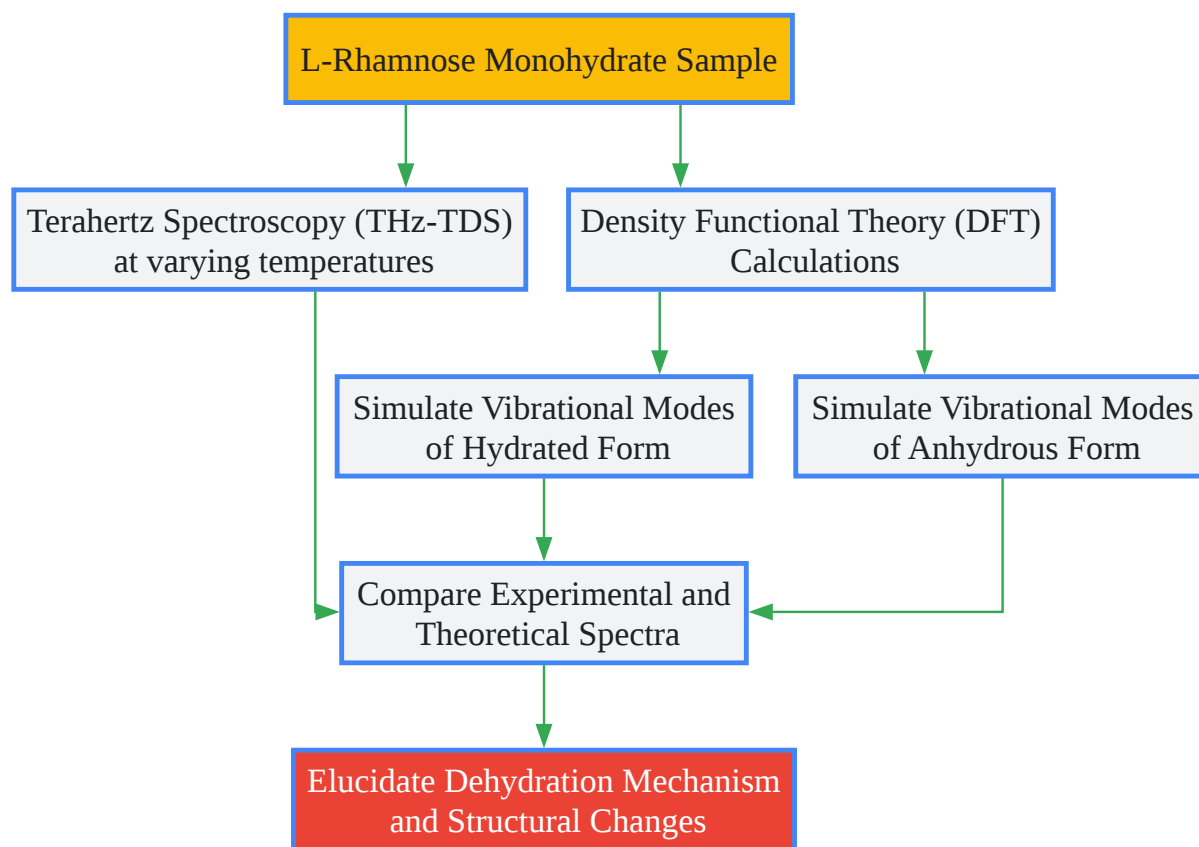 L-Rhamnose Monohydrate Sample
Terahertz Spectroscopy (THz-TDS)
at varying temperatures
Density Functional Theory (DFT)
Calculations
Simulate Vibrational Modes
of Hydrated Form
Simulate Vibrational Modes
of Anhydrous Form
Compare Experimental and
Theoretical Spectra
Elucidate Dehydration Mechanism
and Structural Changes